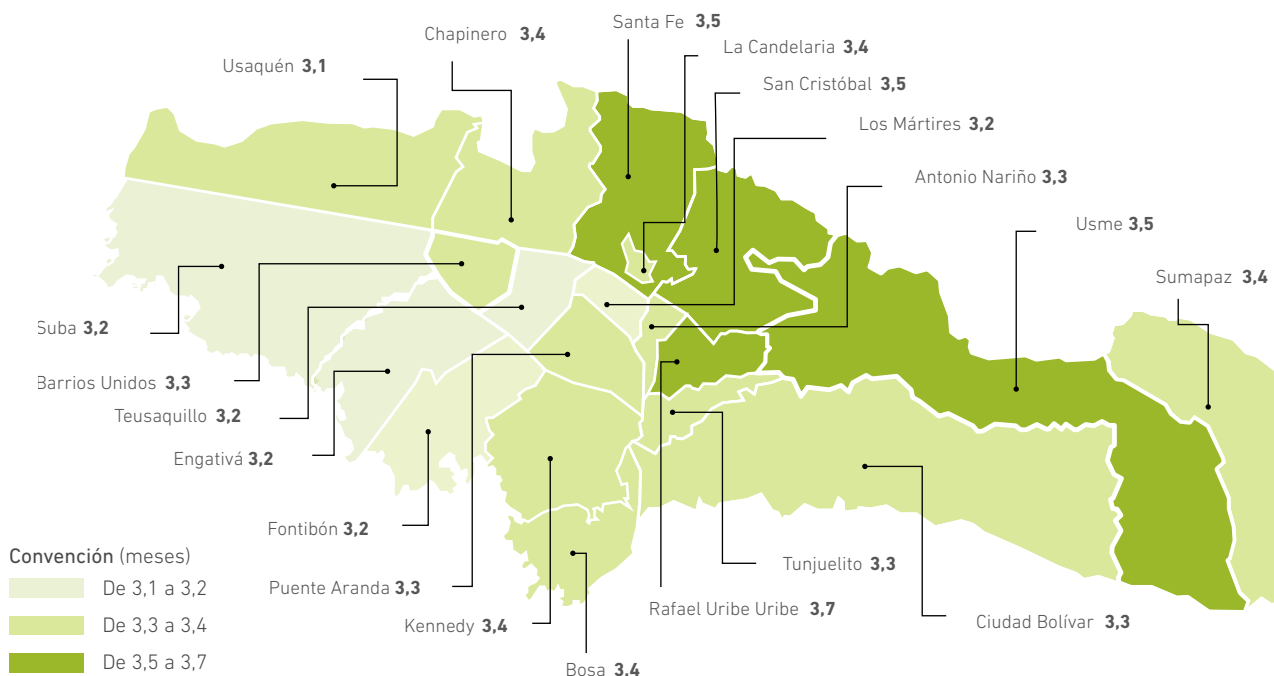 Santa Fe 3,5
Chapinero 3,4
La Candelaria 3,4
Usaquén 3,1
San Cristóbal 3,5
Los Mártires 3,2
Antonio Nariño 3,3
Usme 3,5
Sumapaz 3,4
Suba 3,2
Barrios Unidos 3,3
Teusaquillo 3,2
Engativá 3,2
Fontibón 3,2
Puente Aranda 3,3
Kennedy 3,4
Bosa 3,4
Tunjuelito 3,3
Rafael Uribe Uribe 3,7
Ciudad Bolívar 3,3
Convención (meses)
De 3,1 a 3,2
De 3,3 a 3,4
De 3,5 a 3,7